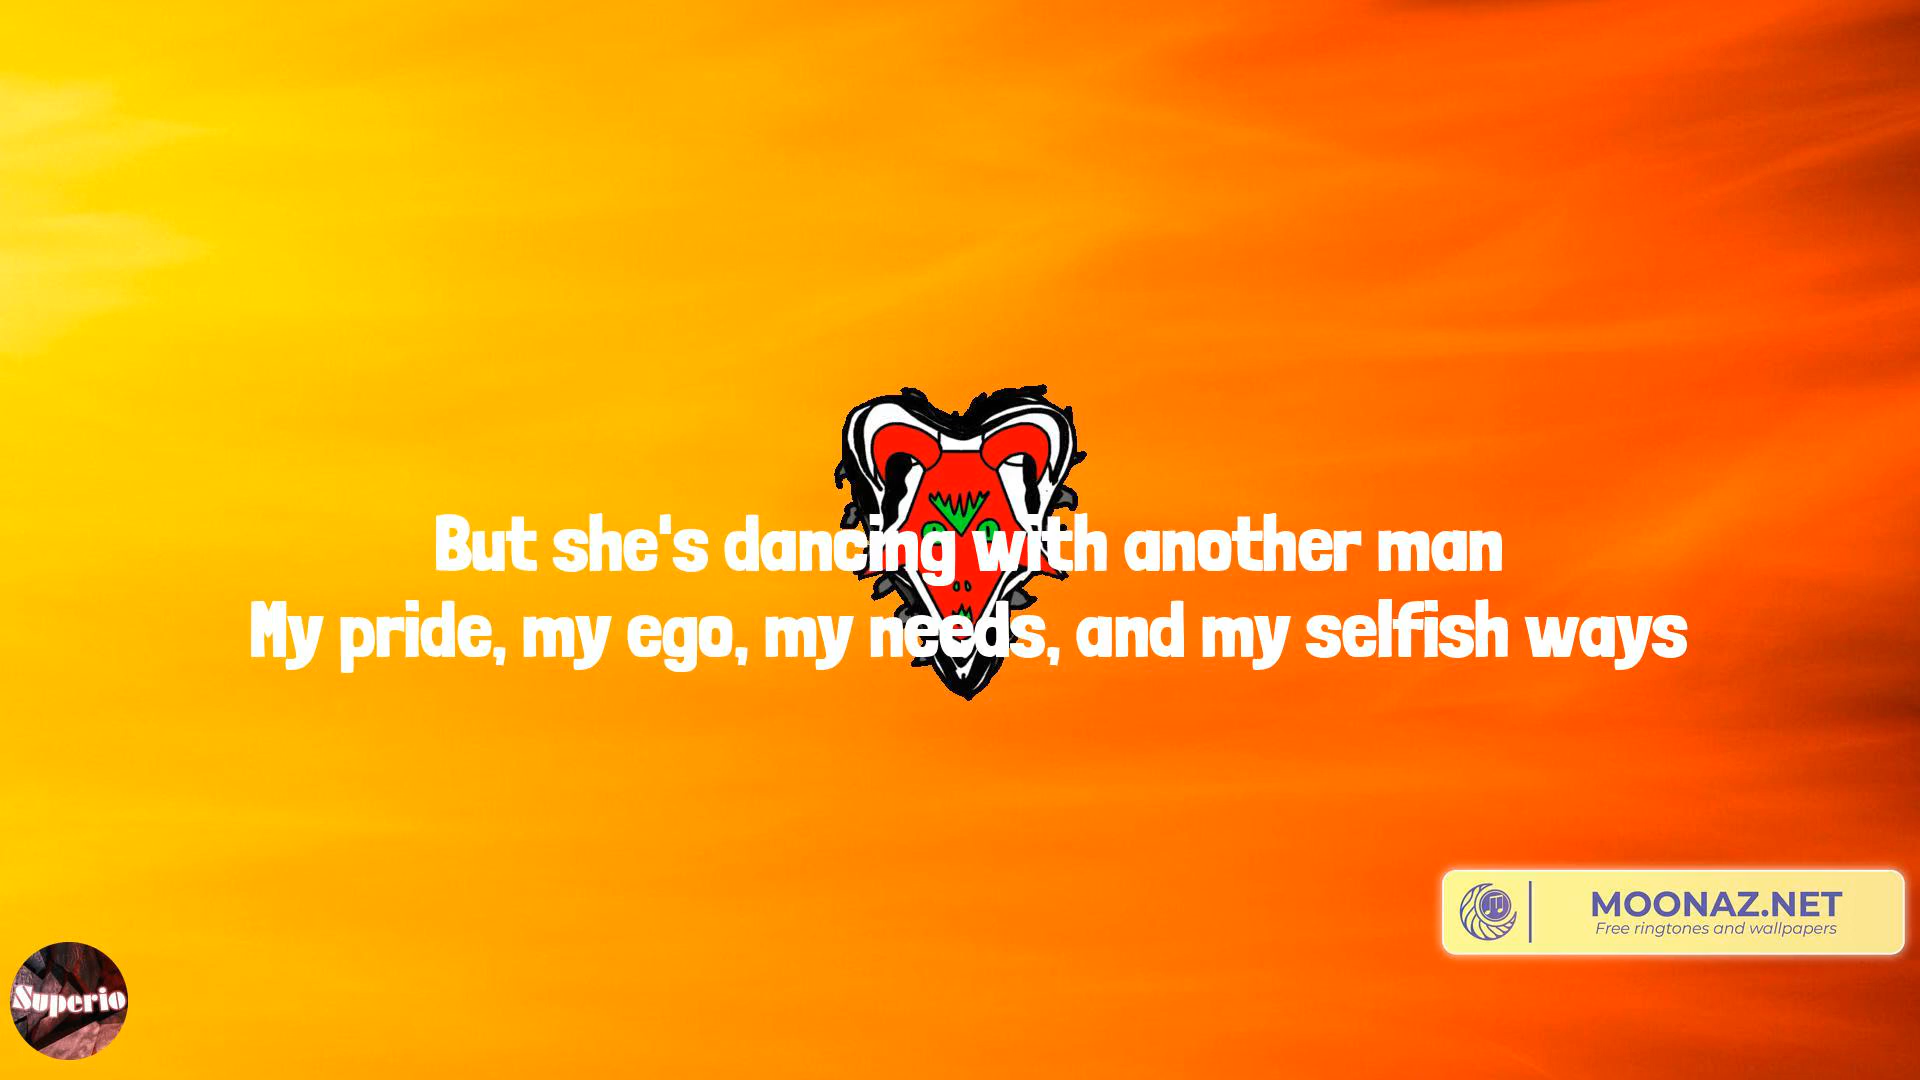 But she's dancing with another man
My pride, my ego, my needs, and my selfish ways
MOONAZ.NET
Free ringtones and wallpapers
Superio